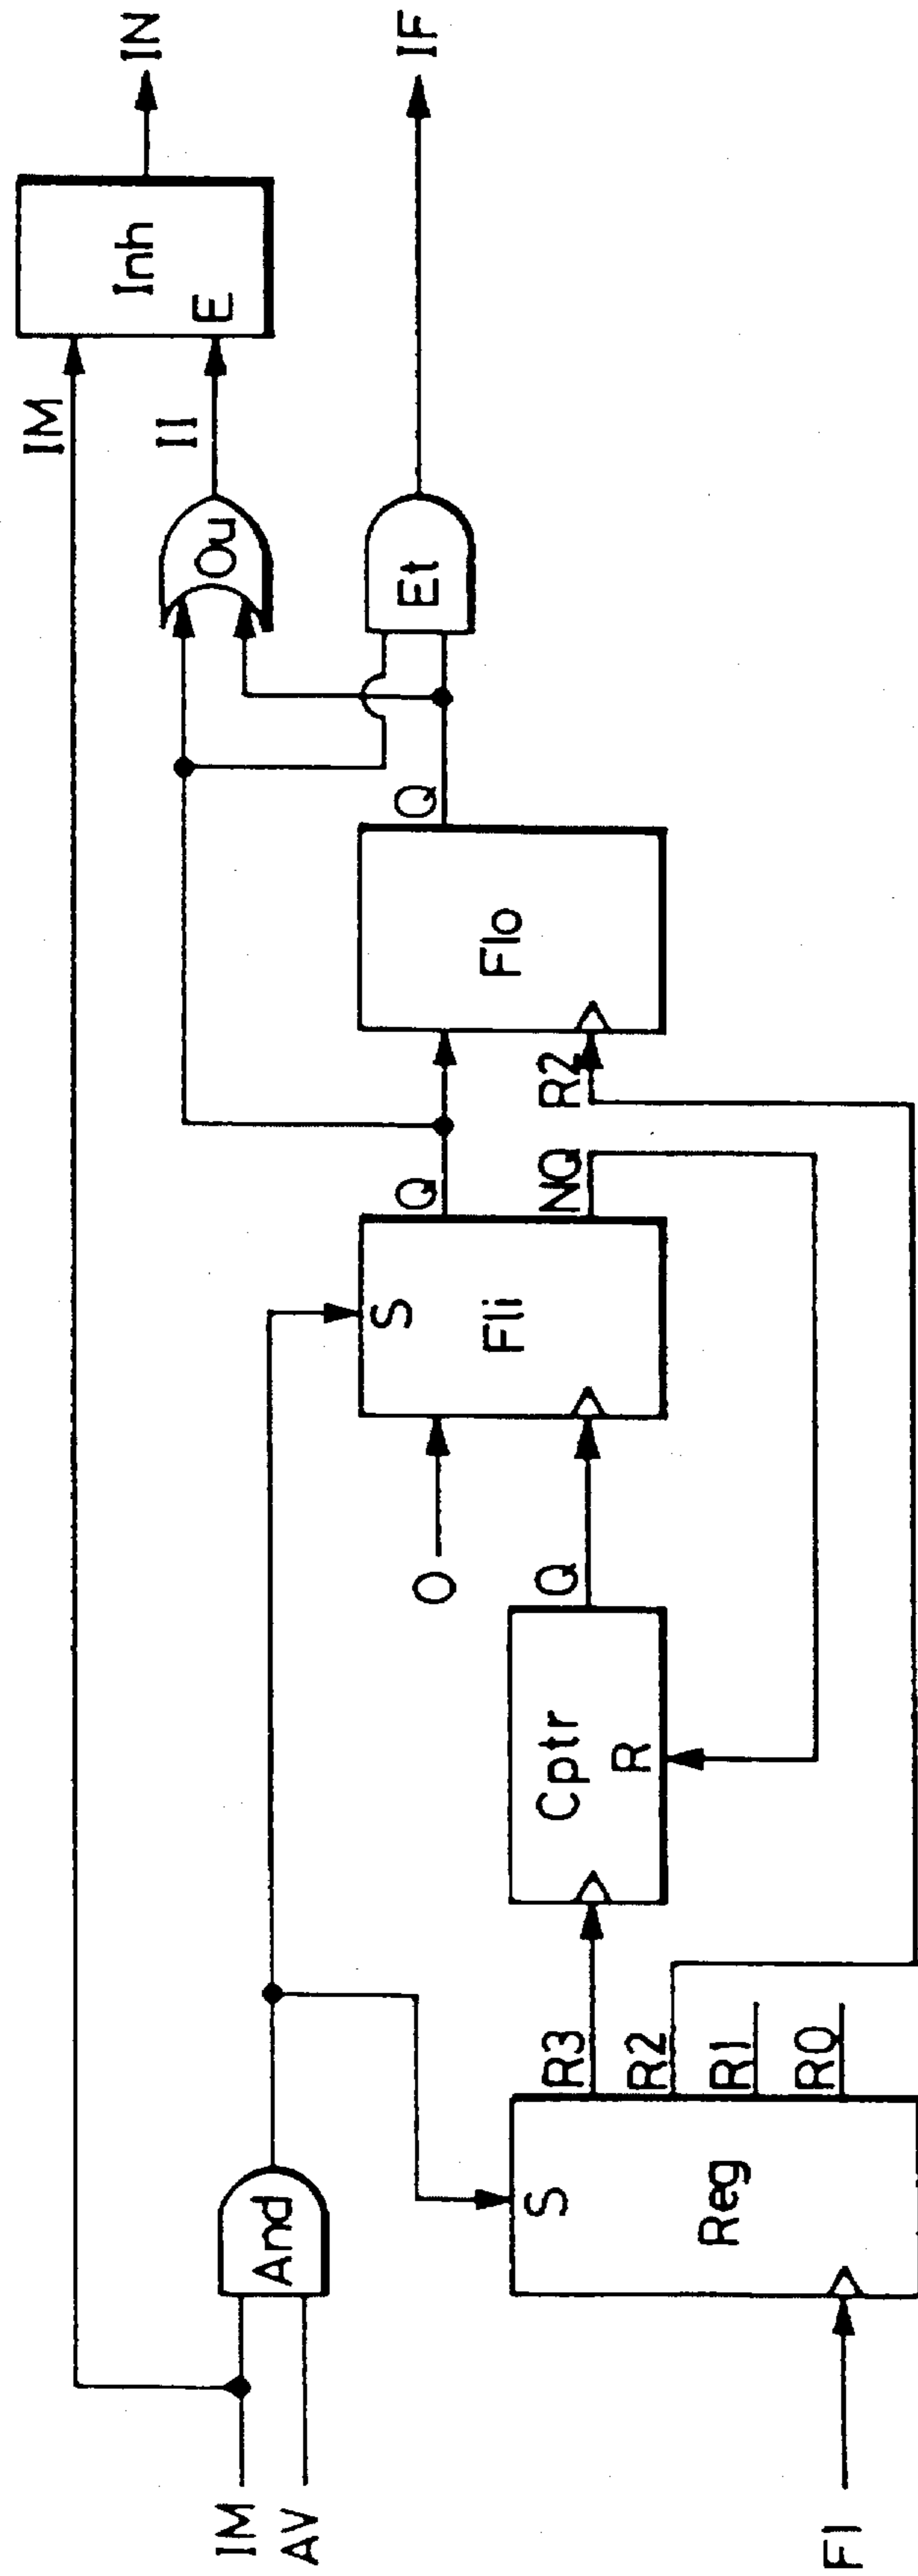 IM
AV
FI
And
S
Reg
R3
R2
R1
R0
Cptr
R
Q
O
S
Fli
Q
NQ
R2
Flo
Q
Ou
Et
II
IM
Inh
E
IN
IF